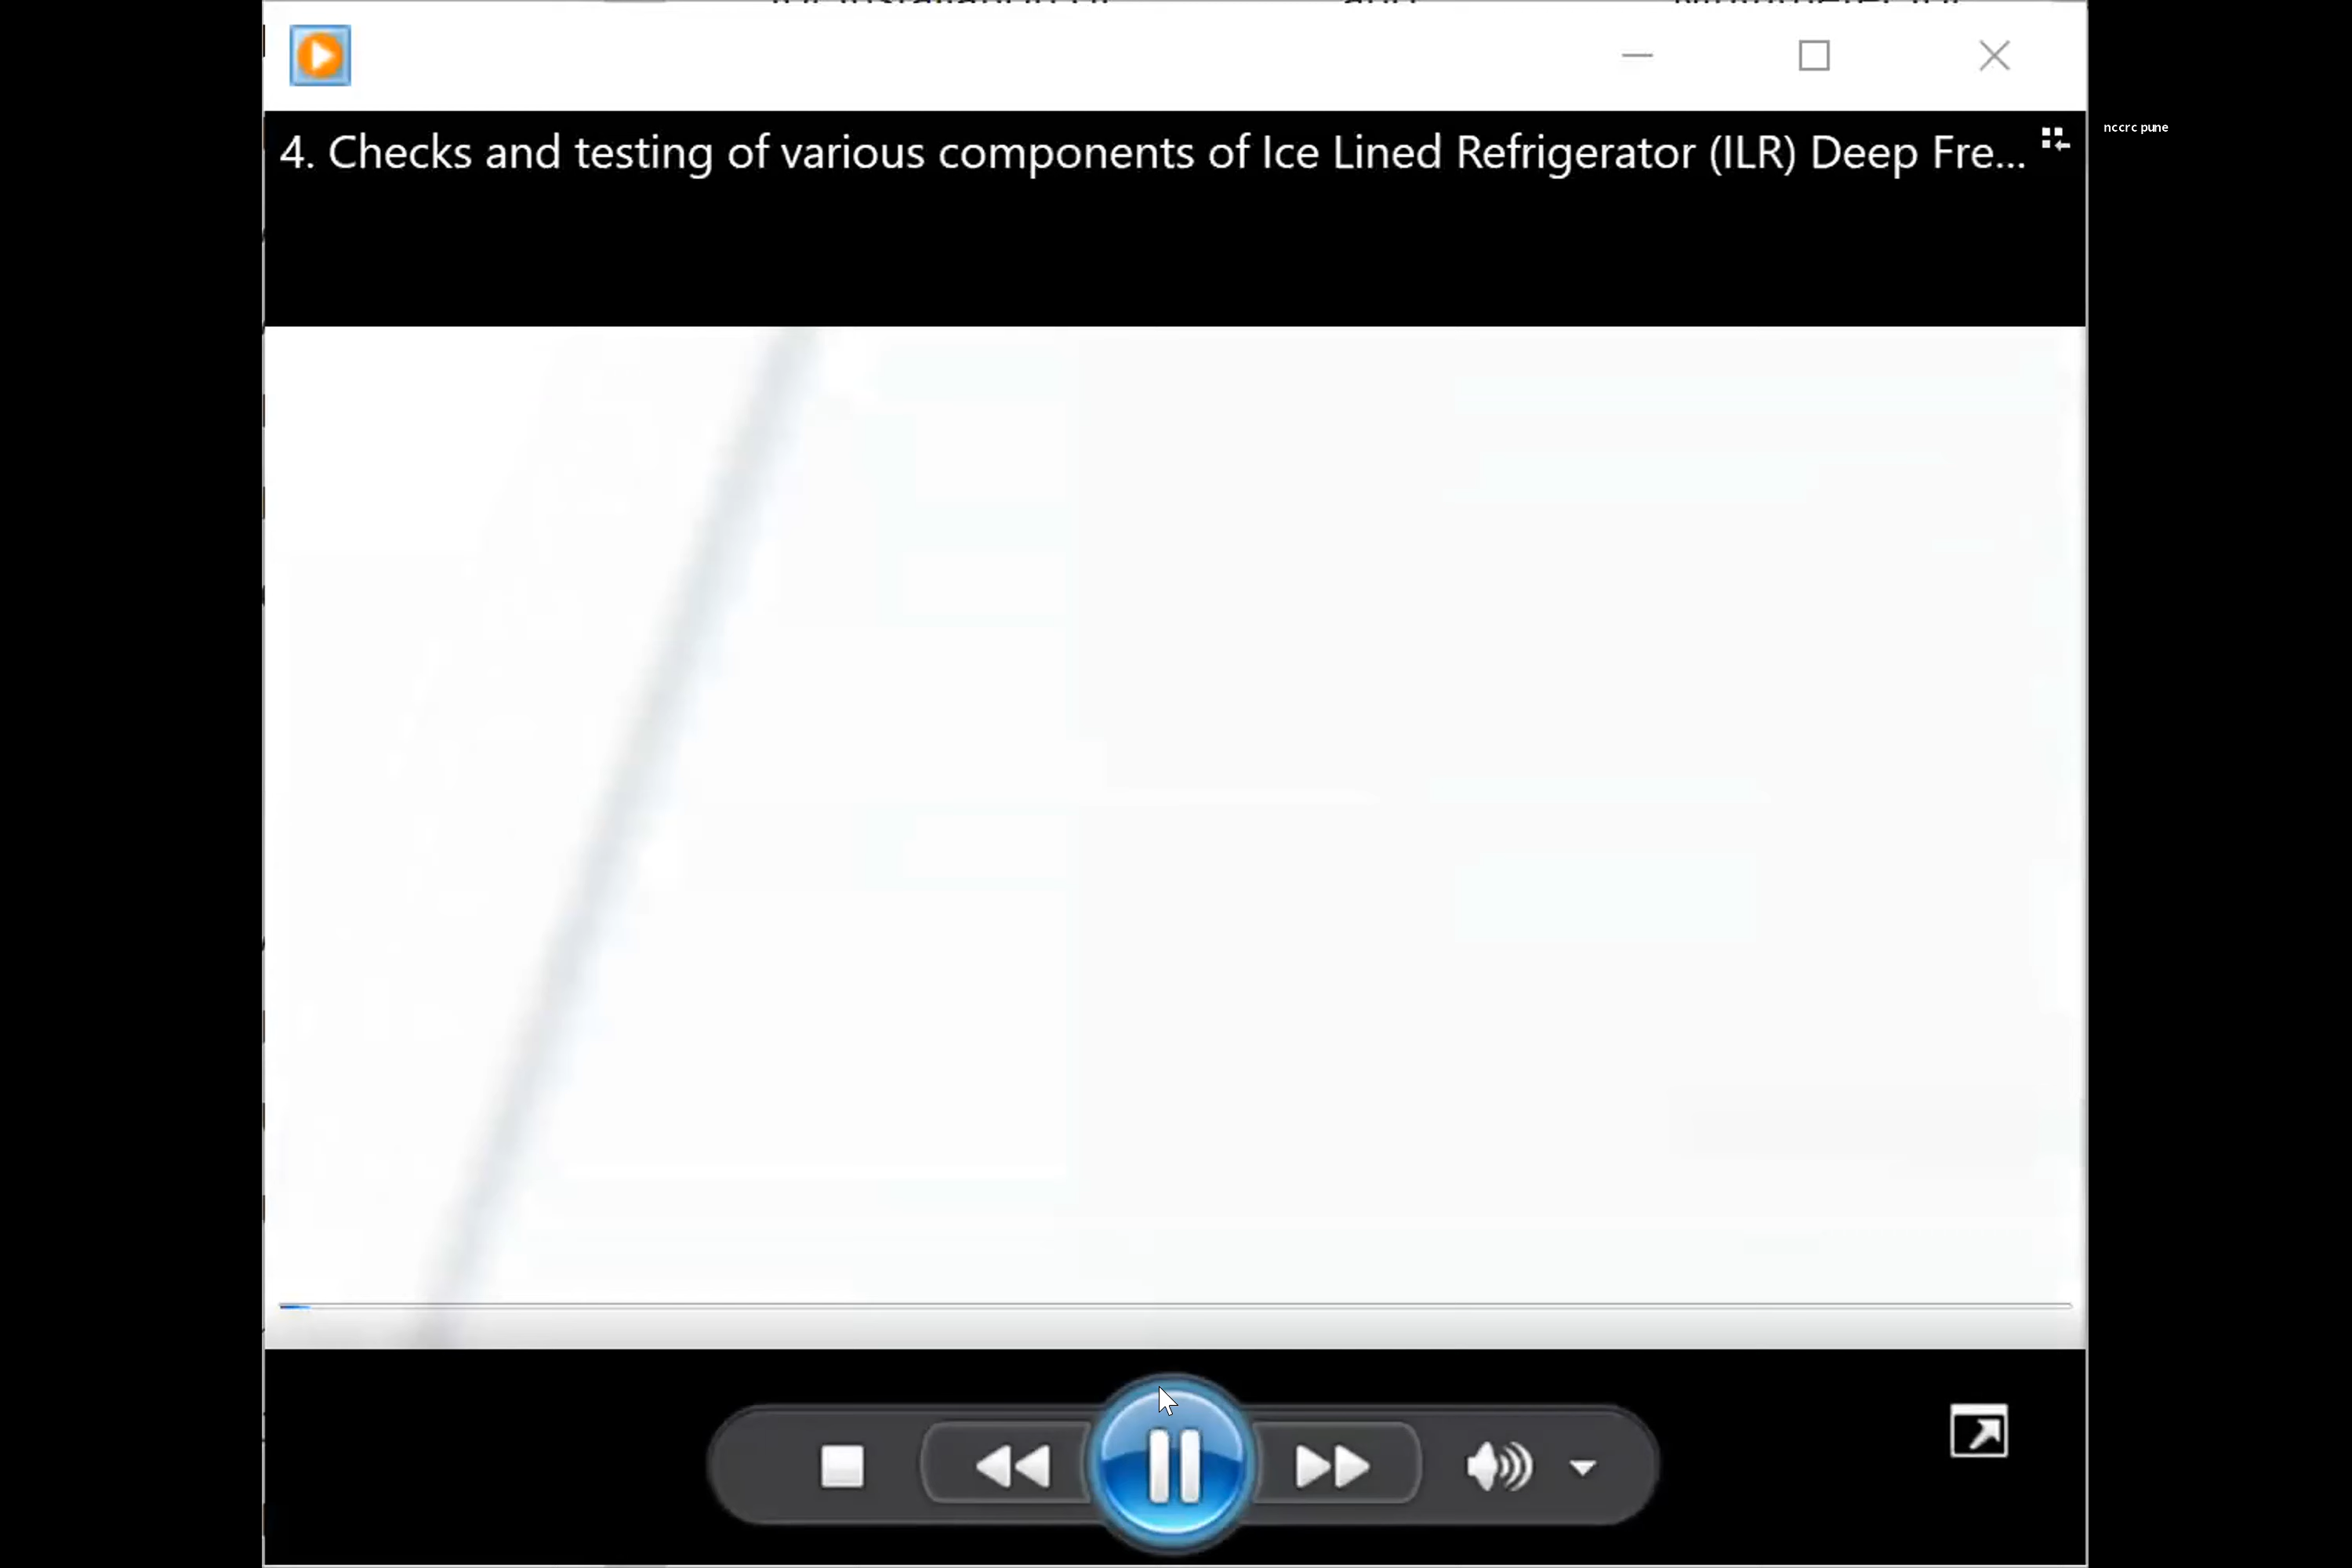 4. Checks and testing of various components of Ice Lined Refrigerator (ILR) Deep Fre...
nccrc pune